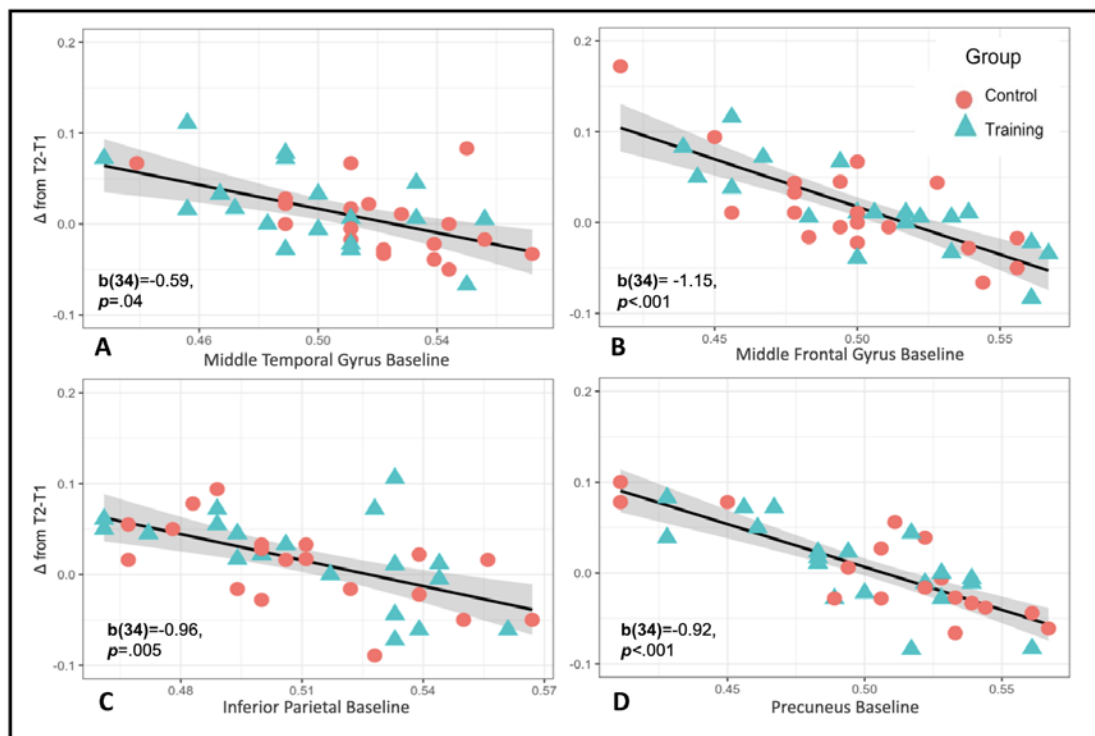 0.2
0.1
0.0
-0.1
Δ from T2-T1
b(34)=-0.59,
p=.04
A
0.46
0.50
0.54
Middle Temporal Gyrus Baseline
0.2
0.1
0.0
-0.1
Group
Control
Training
b(34)= -1.15,
p<.001
B
0.45
0.50
0.55
Middle Frontal Gyrus Baseline
0.2
0.1
0.0
-0.1
Δ from T2-T1
b(34)=-0.96,
p=.005
C
0.48
0.51
0.54
0.57
Inferior Parietal Baseline
0.2
0.1
0.0
-0.1
b(34)=-0.92,
p<.001
D
0.45
0.50
0.55
Precuneus Baseline